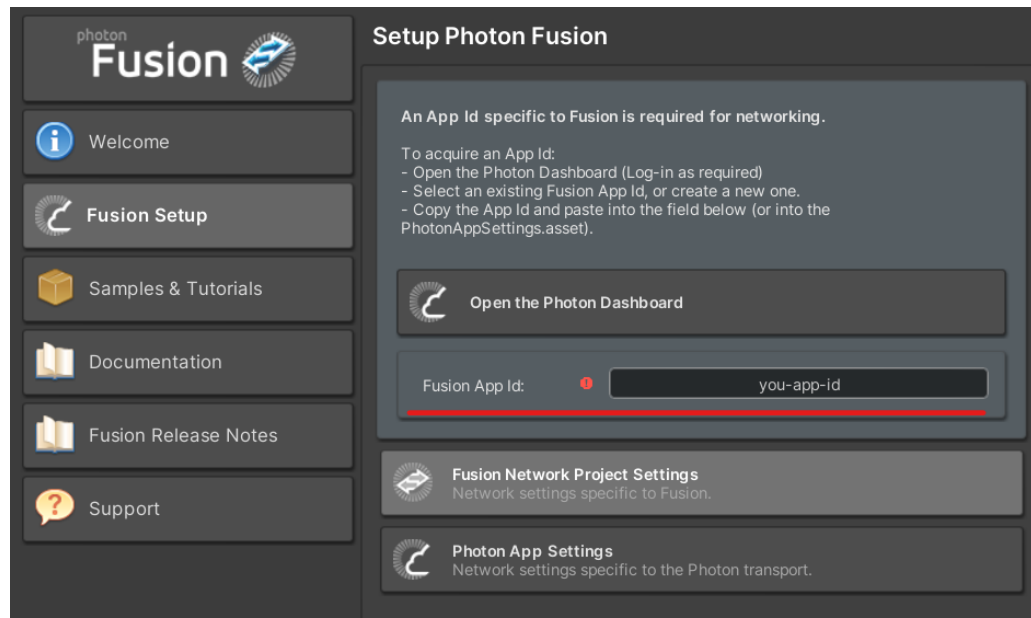 photon
Fusion
Welcome
Fusion Setup
Samples & Tutorials
Documentation
Fusion Release Notes
Support
Setup Photon Fusion
An App Id specific to Fusion is required for networking.
To acquire an App Id:
- Open the Photon Dashboard (Log-in as required)
- Select an existing Fusion App Id, or create a new one.
- Copy the App Id and paste into the field below (or into the
PhotonAppSettings.asset).
Open the Photon Dashboard
Fusion App Id: you-app-id
Fusion Network Project Settings
Network settings specific to Fusion.
Photon App Settings
Network settings specific to the Photon transport.